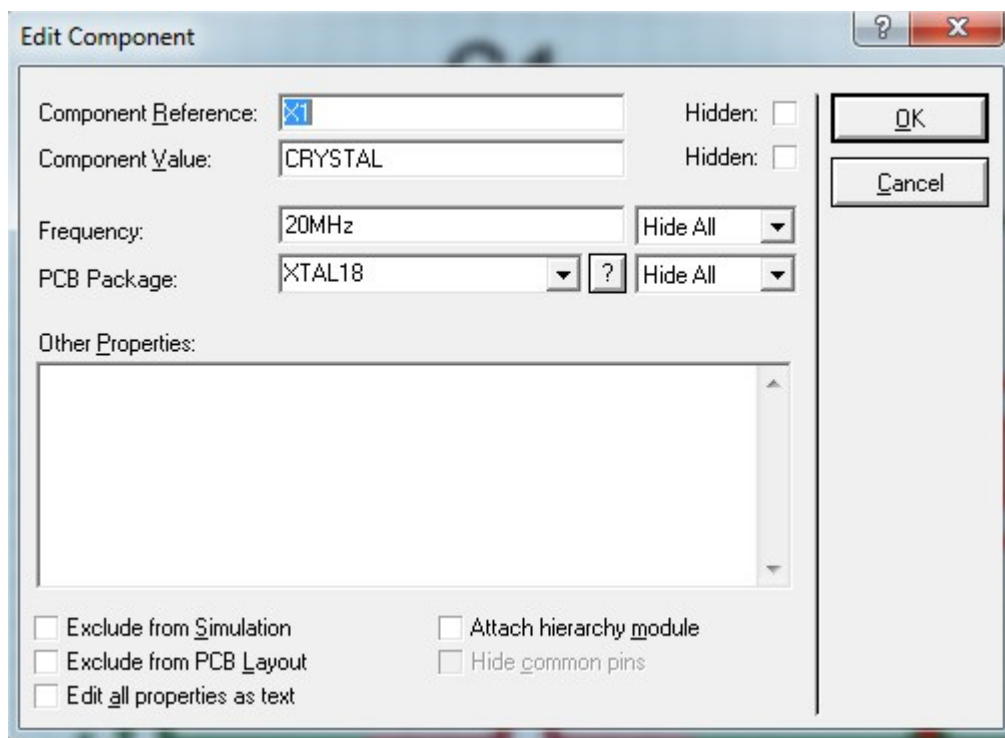 Edit Component
?
X
Component Reference: X1 Hidden: OK
Component Value: CRYSTAL Hidden:
Cancel
Frequency: 20MHz Hide All
PCB Package: XTAL18 ? Hide All
Other Properties:
Exclude from Simulation Attach hierarchy module
Exclude from PCB Layout Hide common pins
Edit all properties as text